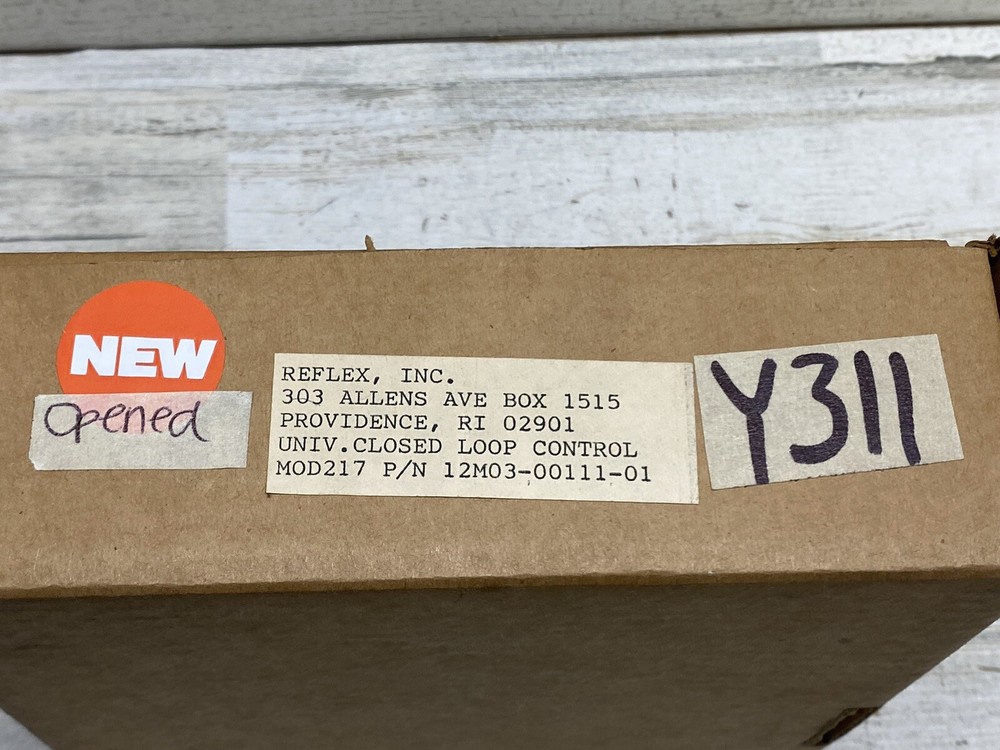 NEW
Opened
REFLEX, INC.
303 ALLENS AVE BOX 1515
PROVIDENCE, RI 02901
UNIV.CLOSED LOOP CONTROL
MOD217 P/N 12M03-00111-01
Y311